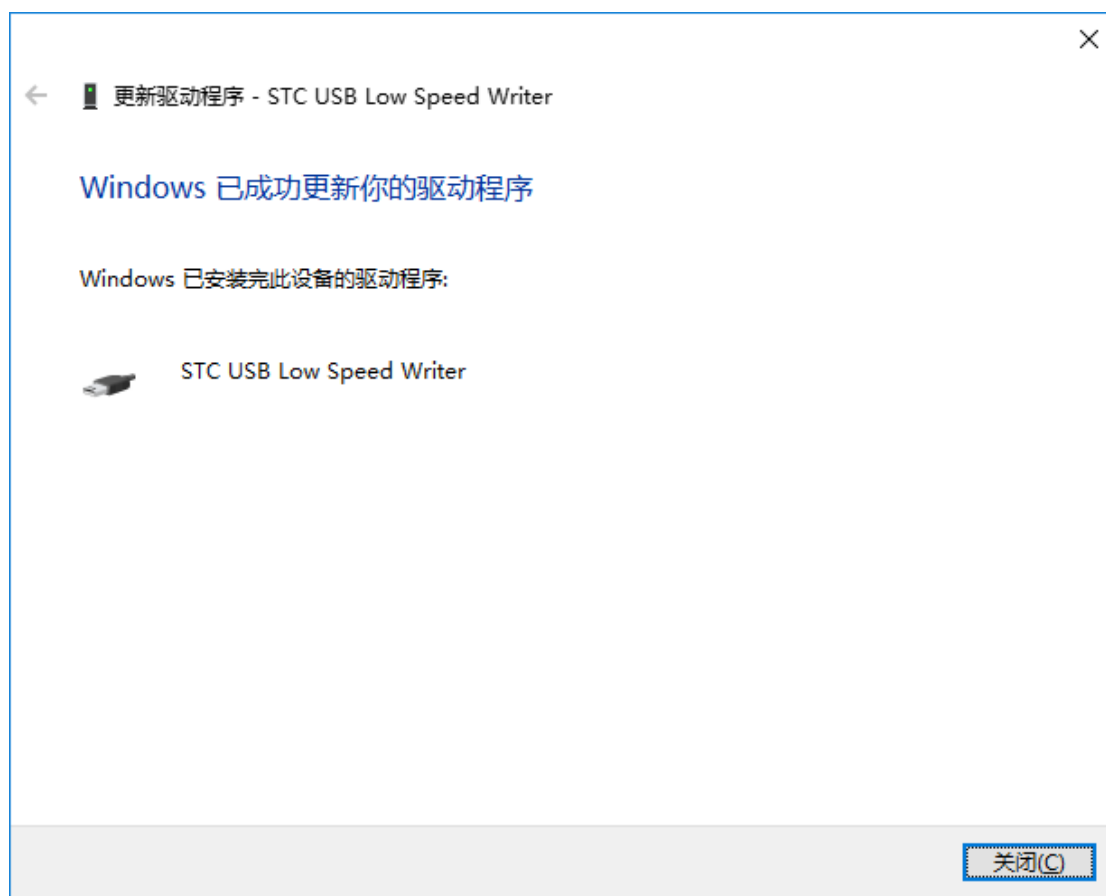 更新驱动程序 - STC USB Low Speed Writer
Windows 已成功更新你的驱动程序
Windows 已安装完此设备的驱动程序:
STC USB Low Speed Writer
关闭(C)